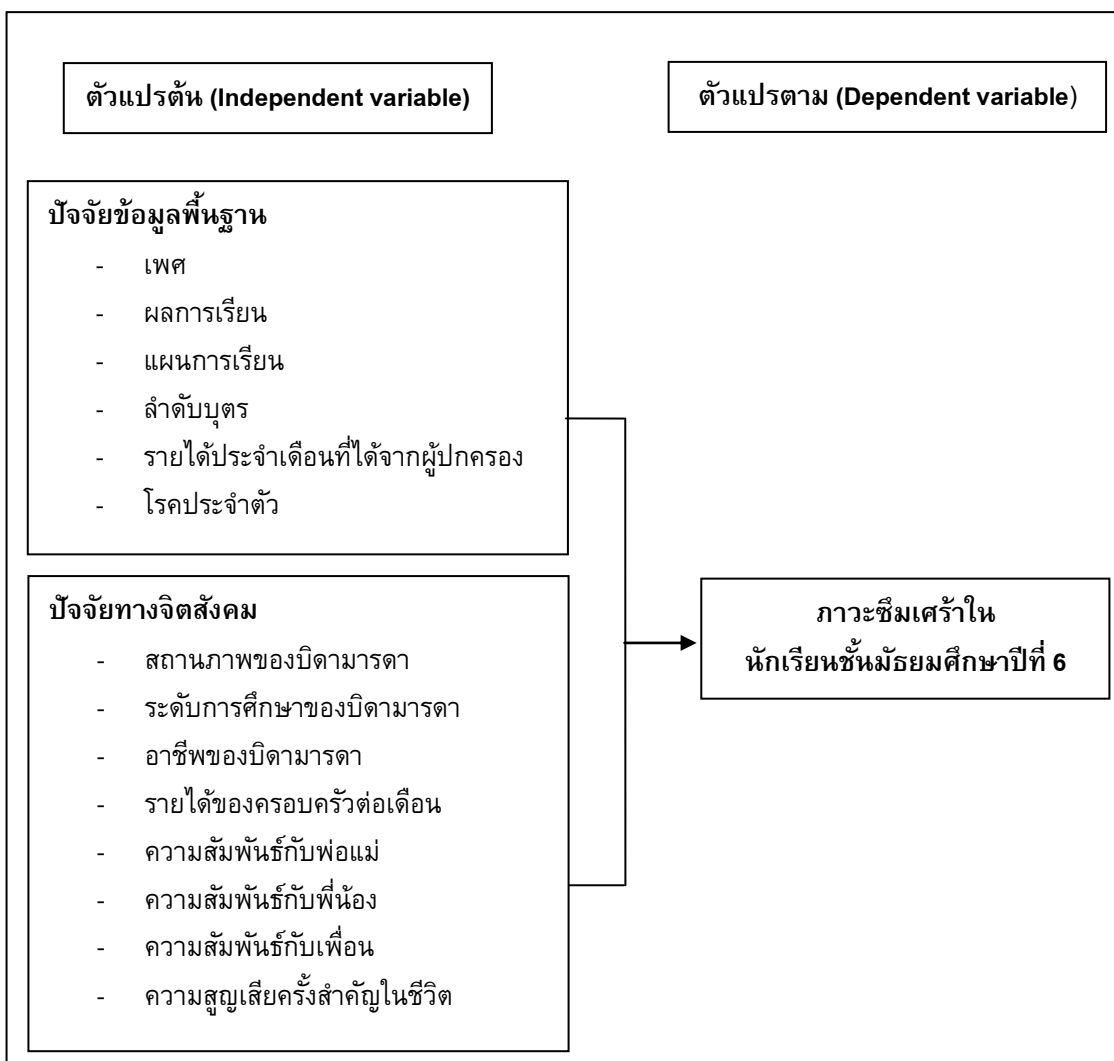 ตัวแปรต้น (Independent variable)
ตัวแปรตาม (Dependent variable)
ปัจจัยข้อมูลพื้นฐาน
- เพศ
- ผลการเรียน
- แผนการเรียน
- ลำดับบุตร
- รายได้ประจำเดือนที่ได้จากผู้ปกครอง
- โรคประจำตัว
ปัจจัยทางจิตสังคม
- สถานภาพของบิดามารดา
- ระดับการศึกษาของบิดามารดา
- อาชีพของบิดามารดา
- รายได้ของครอบครัวต่อเดือน
- ความสัมพันธ์กับพ่อแม่
- ความสัมพันธ์กับพี่น้อง
- ความสัมพันธ์กับเพื่อน
- ความสูญเสียครั้งสำคัญในชีวิต
ภาวะซึมเศร้าใน
นักเรียนชั้นมัธยมศึกษาปีที่ 6